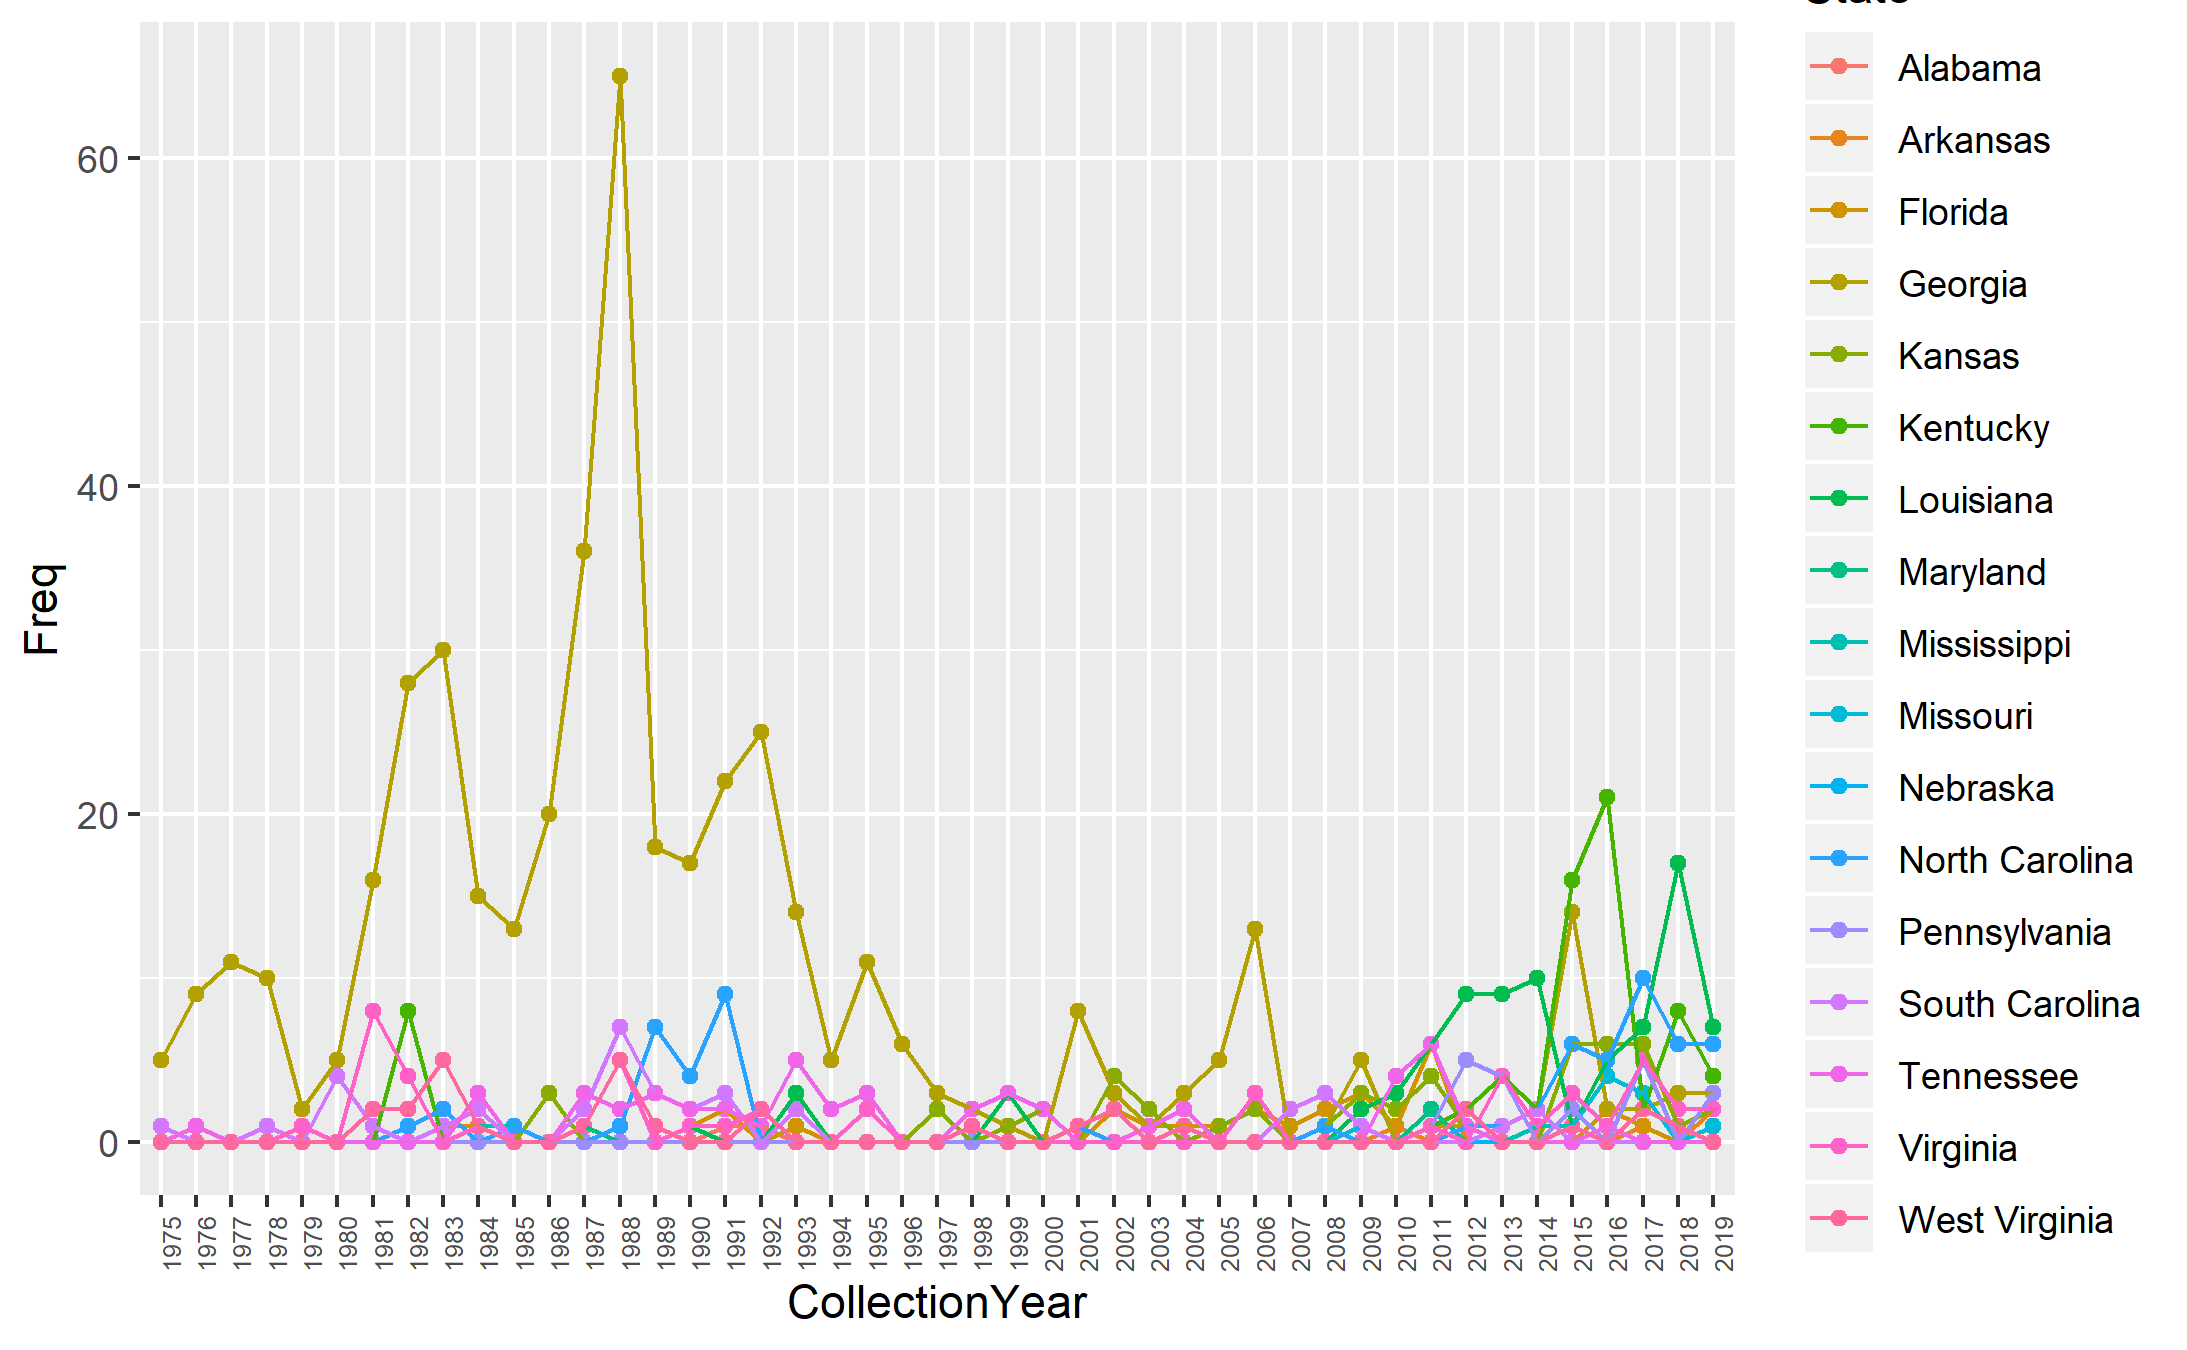 State
Alabama
Arkansas
Florida
Georgia
Kansas
Kentucky
Louisiana
Maryland
Mississippi
Missouri
Nebraska
North Carolina
Pennsylvania
South Carolina
Tennessee
Virginia
West Virginia
Freq
60
40
20
0
1975 1976 1977 1978 1979 1980 1981 1982 1983 1984 1985 1986 1987 1988 1989 1990 1991 1992 1993 1994 1995 1996 1997 1998 1999 2000 2001 2002 2003 2004 2005 2006 2007 2008 2009 2010 2011 2012 2013 2014 2015 2016 2017 2018 2019
CollectionYear